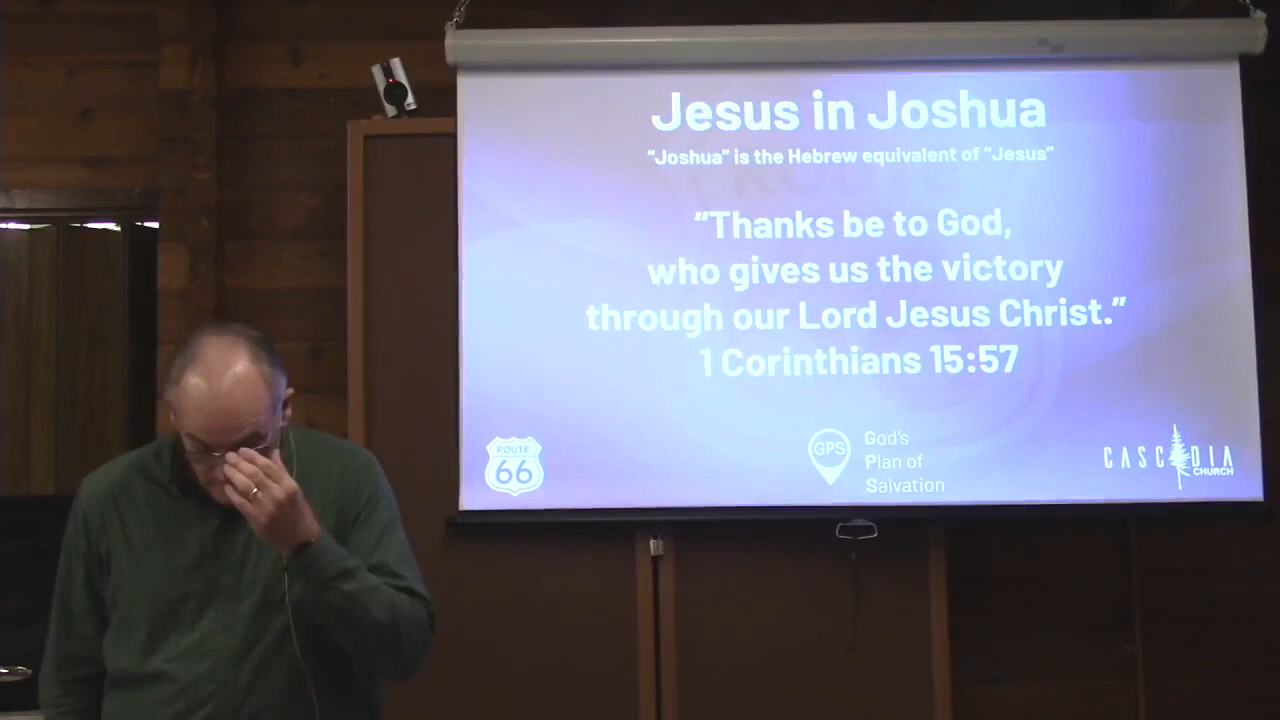 Jesus in Joshua
“Joshua” is the Hebrew equivalent of “Jesus”
“Thanks be to God,
who gives us the victory
through our Lord Jesus Christ.”
1 Corinthians 15:57
ROUTE
66
GPS
God's
Plan of
Salvation
CASCADIA
CHURCH